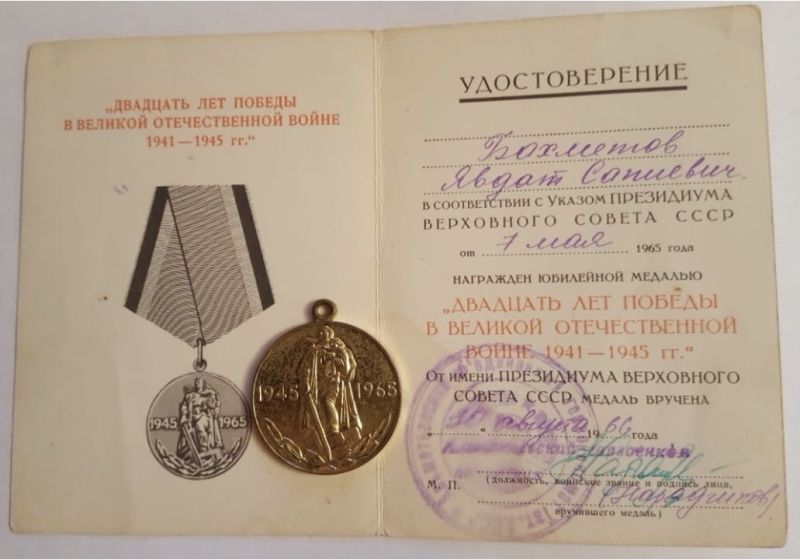 „ДВАДЦАТЬ ЛЕТ ПОБЕДЫ
В ВЕЛИКОЙ ОТЕЧЕСТВЕННОЙ ВОЙНЕ
1941 — 1945 гг.“
1945 1965
1945 1965
УДОСТОВЕРЕНИЕ
Бахметов
Явдат Сапиевич.
В СООТВЕТСТВИИ С УКАЗОМ ПРЕЗИДИУМА
ВЕРХОВНОГО СОВЕТА СССР
от 7 мая 1965 года
НАГРАЖДЕН ЮБИЛЕЙНОЙ МЕДАЛЬЮ
„ДВАДЦАТЬ ЛЕТ ПОБЕДЫ
В ВЕЛИКОЙ ОТЕЧЕСТВЕННОЙ
ВОЙНЕ 1941 — 1945 гг.“
От имени ПРЕЗИДИУМА ВЕРХОВНОГО
СОВЕТА СССР МЕДАЛЬ ВРУЧЕНА
августа 1966 года
М. П. (должность, воинское звание и подпись лица,
вручившего медаль)